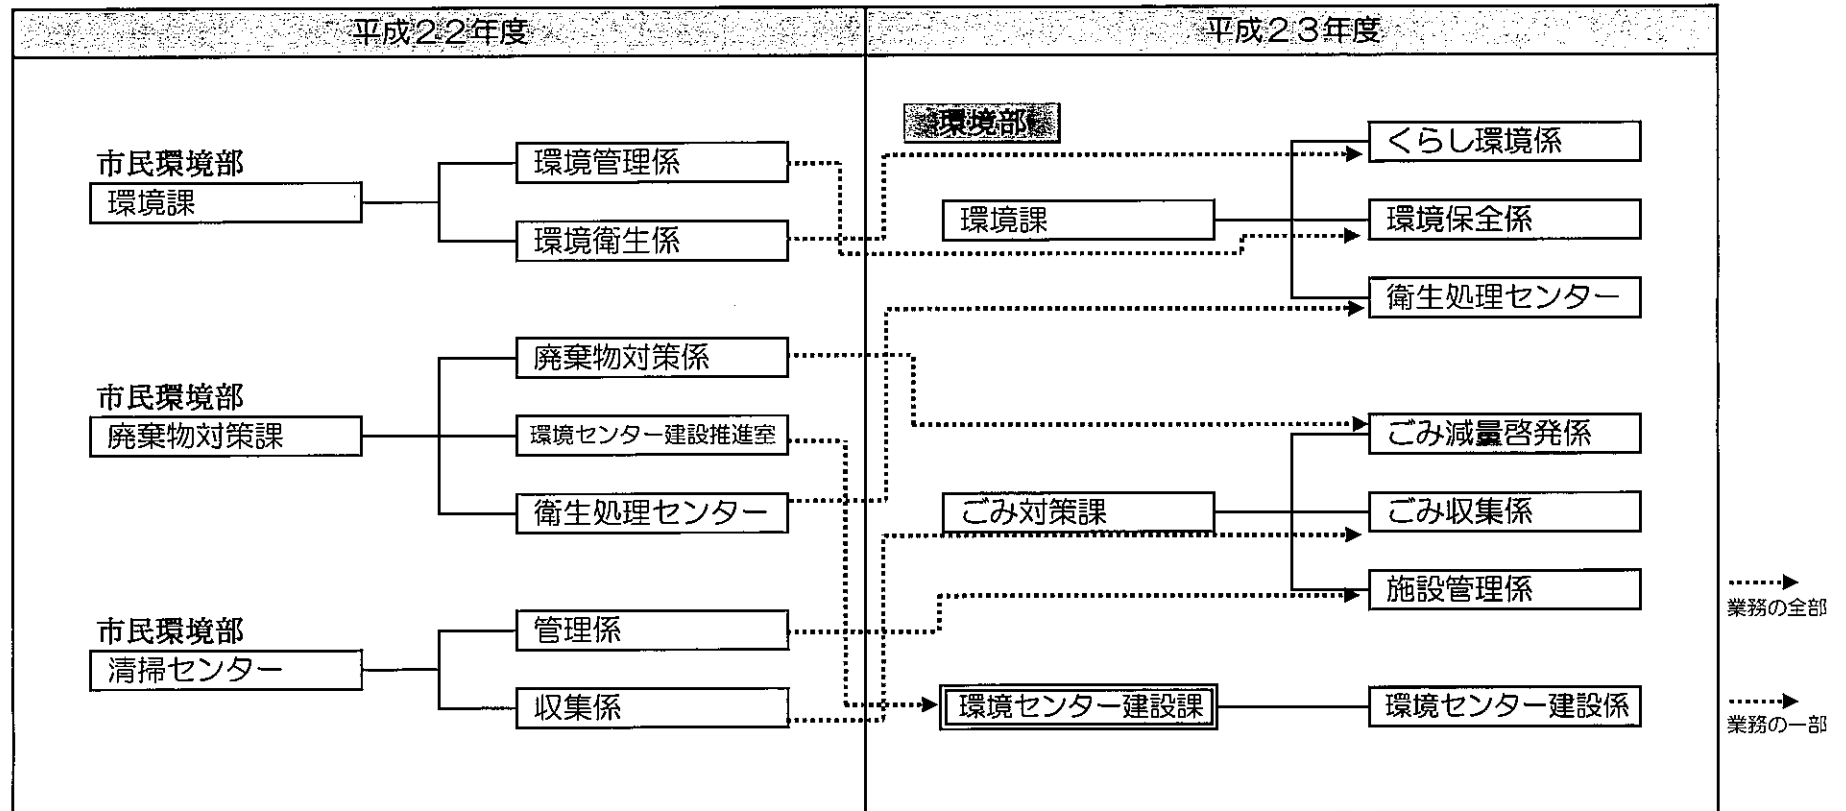 平成22年度
市民環境部
環境課
環境管理係
環境衛生係
市民環境部
廃棄物対策課
廃棄物対策係
環境センター建設推進室
衛生処理センター
市民環境部
清掃センター
管理係
収集係
平成23年度
環境部
環境課
くらし環境係
環境保全係
衛生処理センター
ごみ対策課
ごみ減量啓発係
ごみ収集係
施設管理係
環境センター建設課
環境センター建設係
業務の全部
業務の一部